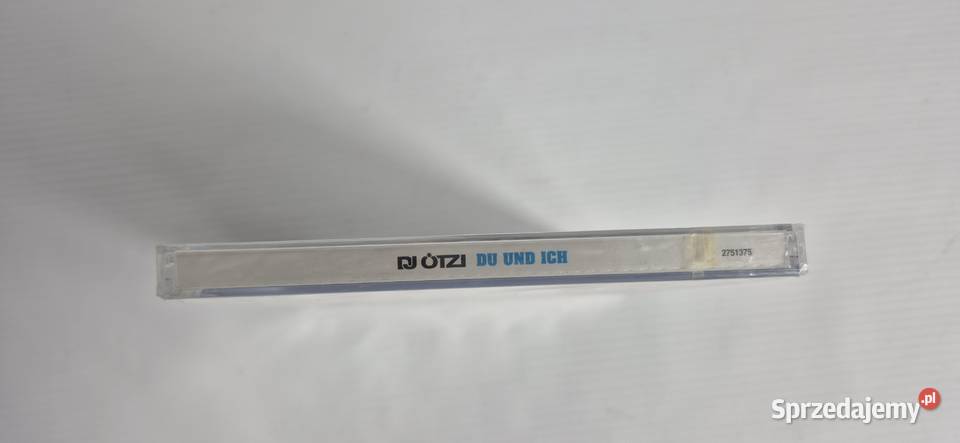 DJ ÖTZI DU UND ICH 2751375
Sprzedajemy.pl